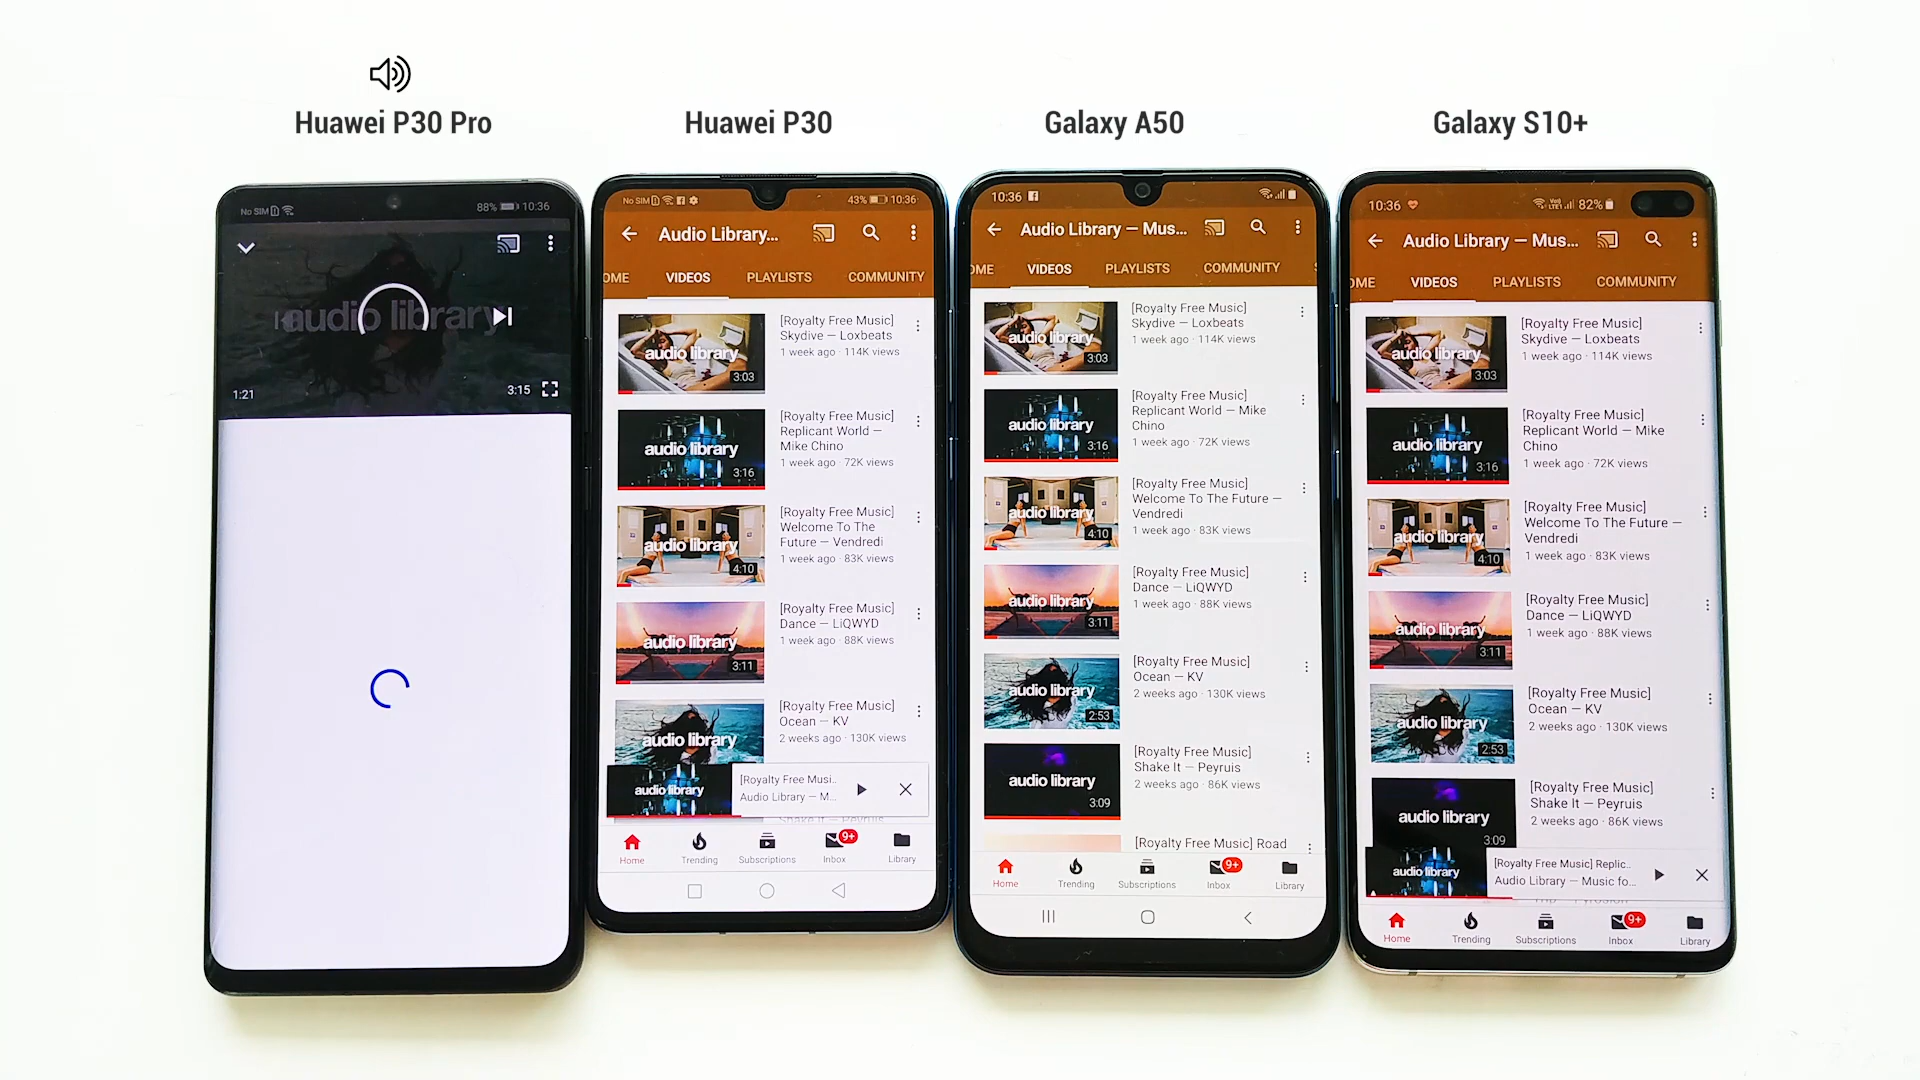 Huawei P30 Pro
Huawei P30
Galaxy A50
Galaxy S10+
No SIM
88%
10:36
audio library
1:21
3:15
No SIM
43%
10:36
Audio Library...
OME
VIDEOS
PLAYLISTS
COMMUNITY
audio library
3:03
[Royalty Free Music]
Skydive — Loxbeats
1 week ago · 114K views
audio library
3:16
[Royalty Free Music]
Replicant World —
Mike Chino
1 week ago · 72K views
audio library
4:10
[Royalty Free Music]
Welcome To The
Future — Vendredi
1 week ago · 83K views
audio library
3:11
[Royalty Free Music]
Dance — LiQWYD
1 week ago · 88K views
audio library
[Royalty Free Music]
Ocean — KV
2 weeks ago · 130K views
audio library
[Royalty Free Musi..
Audio Library — M...
Shake It — Peyruis
Home
Trending
Subscriptions
9+
Inbox
Library
10:36
Audio Library — Mus...
OME
VIDEOS
PLAYLISTS
COMMUNITY
audio library
3:03
[Royalty Free Music]
Skydive — Loxbeats
1 week ago · 114K views
audio library
3:16
[Royalty Free Music]
Replicant World — Mike
Chino
1 week ago · 72K views
audio library
4:10
[Royalty Free Music]
Welcome To The Future —
Vendredi
1 week ago · 83K views
audio library
3:11
[Royalty Free Music]
Dance — LiQWYD
1 week ago · 88K views
audio library
2:53
[Royalty Free Music]
Ocean — KV
2 weeks ago · 130K views
audio library
3:09
[Royalty Free Music]
Shake It — Peyruis
2 weeks ago · 86K views
[Royalty Free Music] Road
Home
Trending
Subscriptions
9+
Inbox
Library
10:36
82%
Audio Library — Mus...
OME
VIDEOS
PLAYLISTS
COMMUNITY
audio library
3:03
[Royalty Free Music]
Skydive — Loxbeats
1 week ago · 114K views
audio library
3:16
[Royalty Free Music]
Replicant World — Mike
Chino
1 week ago · 72K views
audio library
4:10
[Royalty Free Music]
Welcome To The Future —
Vendredi
1 week ago · 83K views
audio library
3:11
[Royalty Free Music]
Dance — LiQWYD
1 week ago · 88K views
audio library
2:53
[Royalty Free Music]
Ocean — KV
2 weeks ago · 130K views
audio library
3:09
[Royalty Free Music]
Shake It — Peyruis
2 weeks ago · 86K views
audio library
[Royalty Free Music] Replic..
Audio Library — Music fo...
Home
Trending
Subscriptions
9+
Inbox
Library